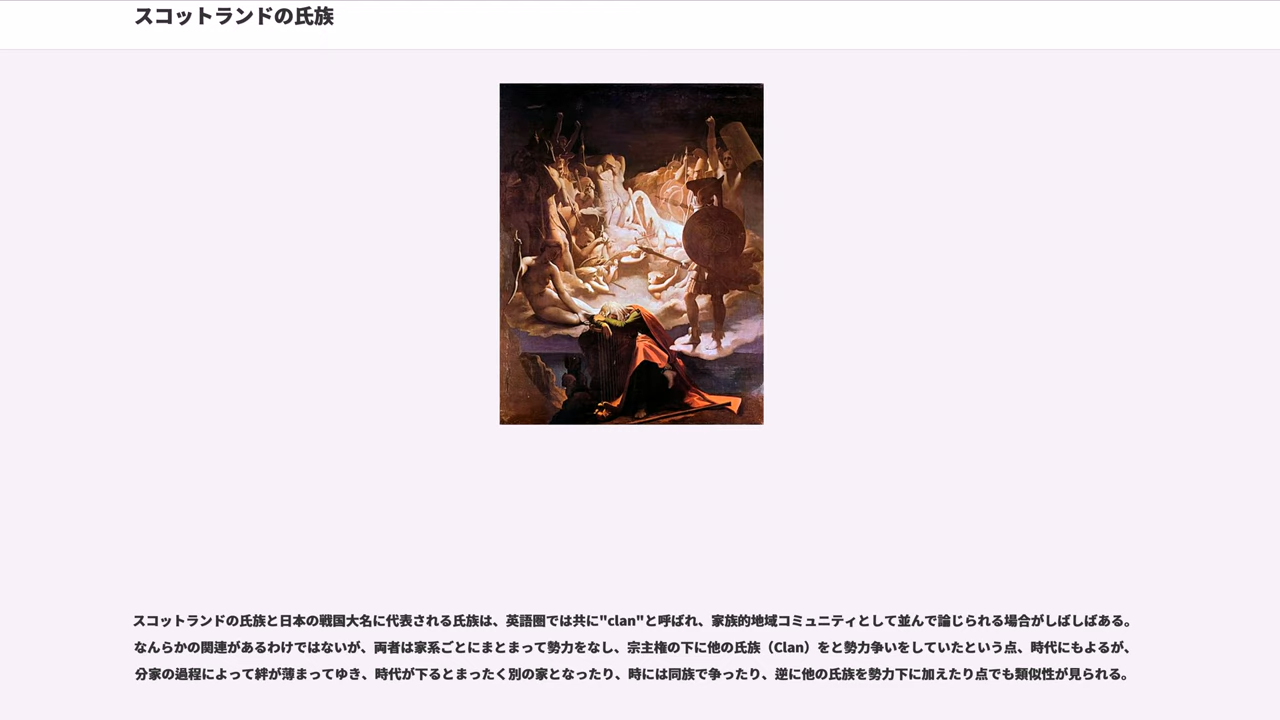 スコットランドの氏族
スコットランドの氏族と日本の戦国大名に代表される氏族は、英語圏では共に"clan"と呼ばれ、家族的地域コミュニティとして並んで論じられる場合がしばしばある。
なんらかの関連があるわけではないが、両者は家系ごとにまとまって勢力をなし、宗主権の下に他の氏族（Clan）をと勢力争いをしていたという点、時代にもよるが、
分家の過程によって絆が薄まってゆき、時代が下るとまったく別の家となったり、時には同族で争ったり、逆に他の氏族を勢力下に加えたり点でも類似性が見られる。